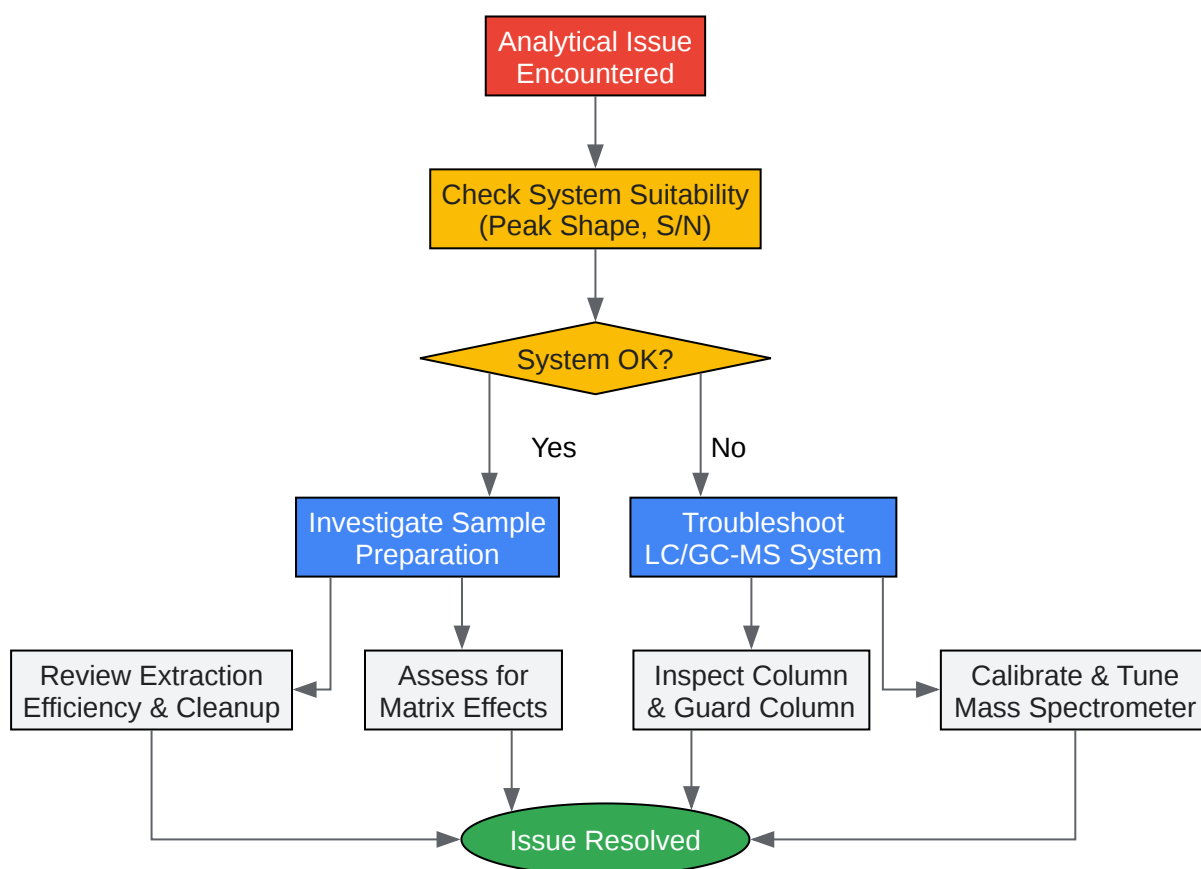 Analytical Issue
Encountered
Check System Suitability
(Peak Shape, S/N)
System OK?
Yes
No
Investigate Sample
Preparation
Troubleshoot
LC/GC-MS System
Review Extraction
Efficiency & Cleanup
Assess for
Matrix Effects
Inspect Column
& Guard Column
Calibrate & Tune
Mass Spectrometer
Issue Resolved